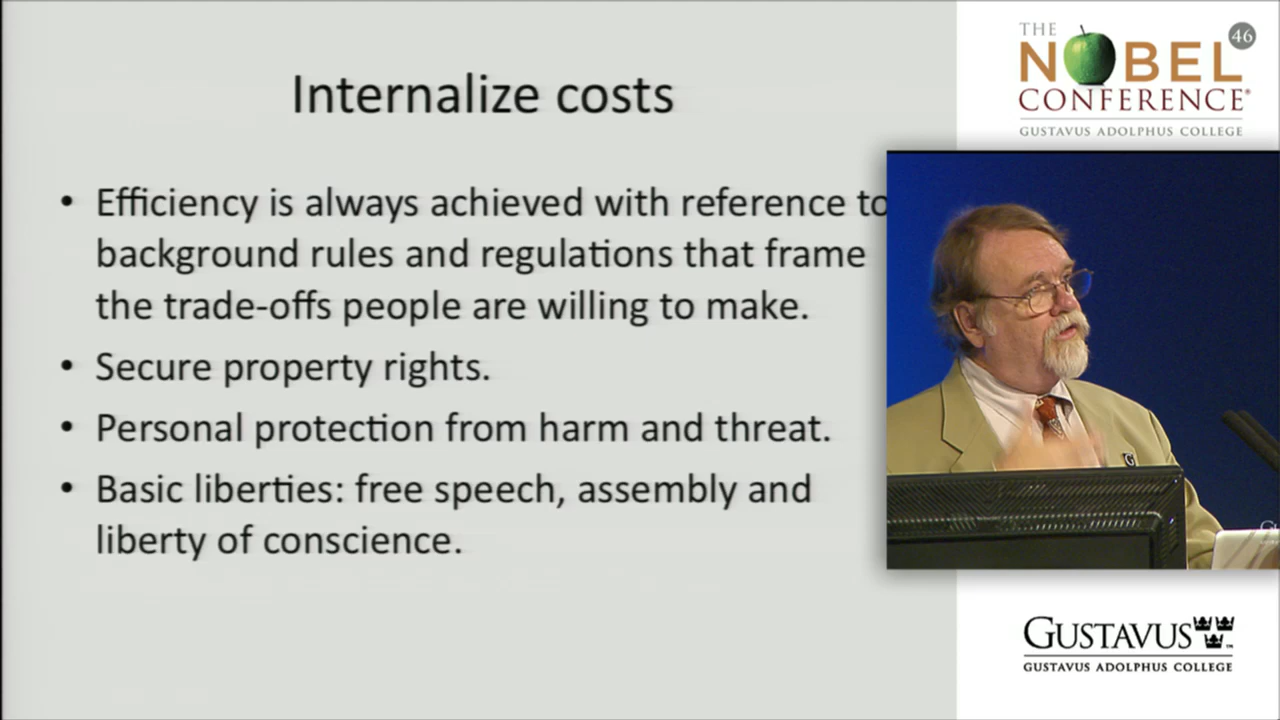 Internalize costs
• Efficiency is always achieved with reference to
background rules and regulations that frame
the trade-offs people are willing to make.
• Secure property rights.
• Personal protection from harm and threat.
• Basic liberties: free speech, assembly and
liberty of conscience.
THE
NOBEL 46
CONFERENCE®
GUSTAVUS ADOLPHUS COLLEGE
G
GUSTAVUS™
GUSTAVUS ADOLPHUS COLLEGE